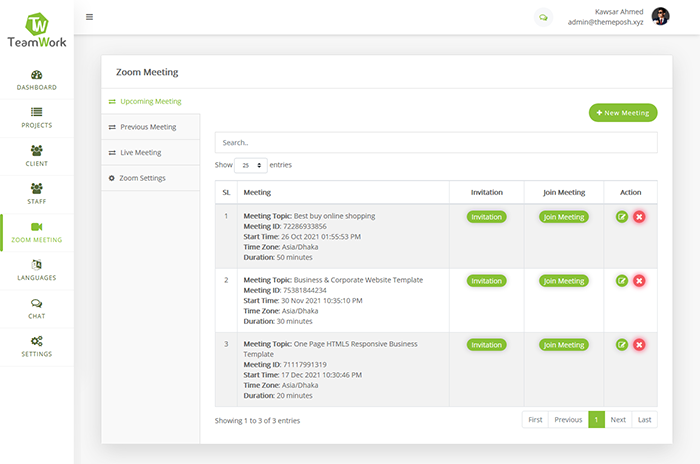 TeamWork
Kawsar Ahmed
admin@themeposh.xyz
DASHBOARD
PROJECTS
CLIENT
STAFF
ZOOM MEETING
LANGUAGES
CHAT
SETTINGS
Zoom Meeting
Upcoming Meeting
Previous Meeting
Live Meeting
Zoom Settings
+ New Meeting
Search..
Show 25 entries
SL Meeting Invitation Join Meeting Action
1 Meeting Topic: Best buy online shopping Invitation Join Meeting
Meeting ID: 72286933856
Start Time: 26 Oct 2021 01:55:53 PM
Time Zone: Asia/Dhaka
Duration: 50 minutes
2 Meeting Topic: Business & Corporate Website Template Invitation Join Meeting
Meeting ID: 75381844234
Start Time: 30 Nov 2021 10:35:10 PM
Time Zone: Asia/Dhaka
Duration: 30 minutes
3 Meeting Topic: One Page HTML5 Responsive Business Invitation Join Meeting
Template
Meeting ID: 71117991319
Start Time: 17 Dec 2021 10:30:46 PM
Time Zone: Asia/Dhaka
Duration: 20 minutes
Showing 1 to 3 of 3 entries First Previous 1 Next Last